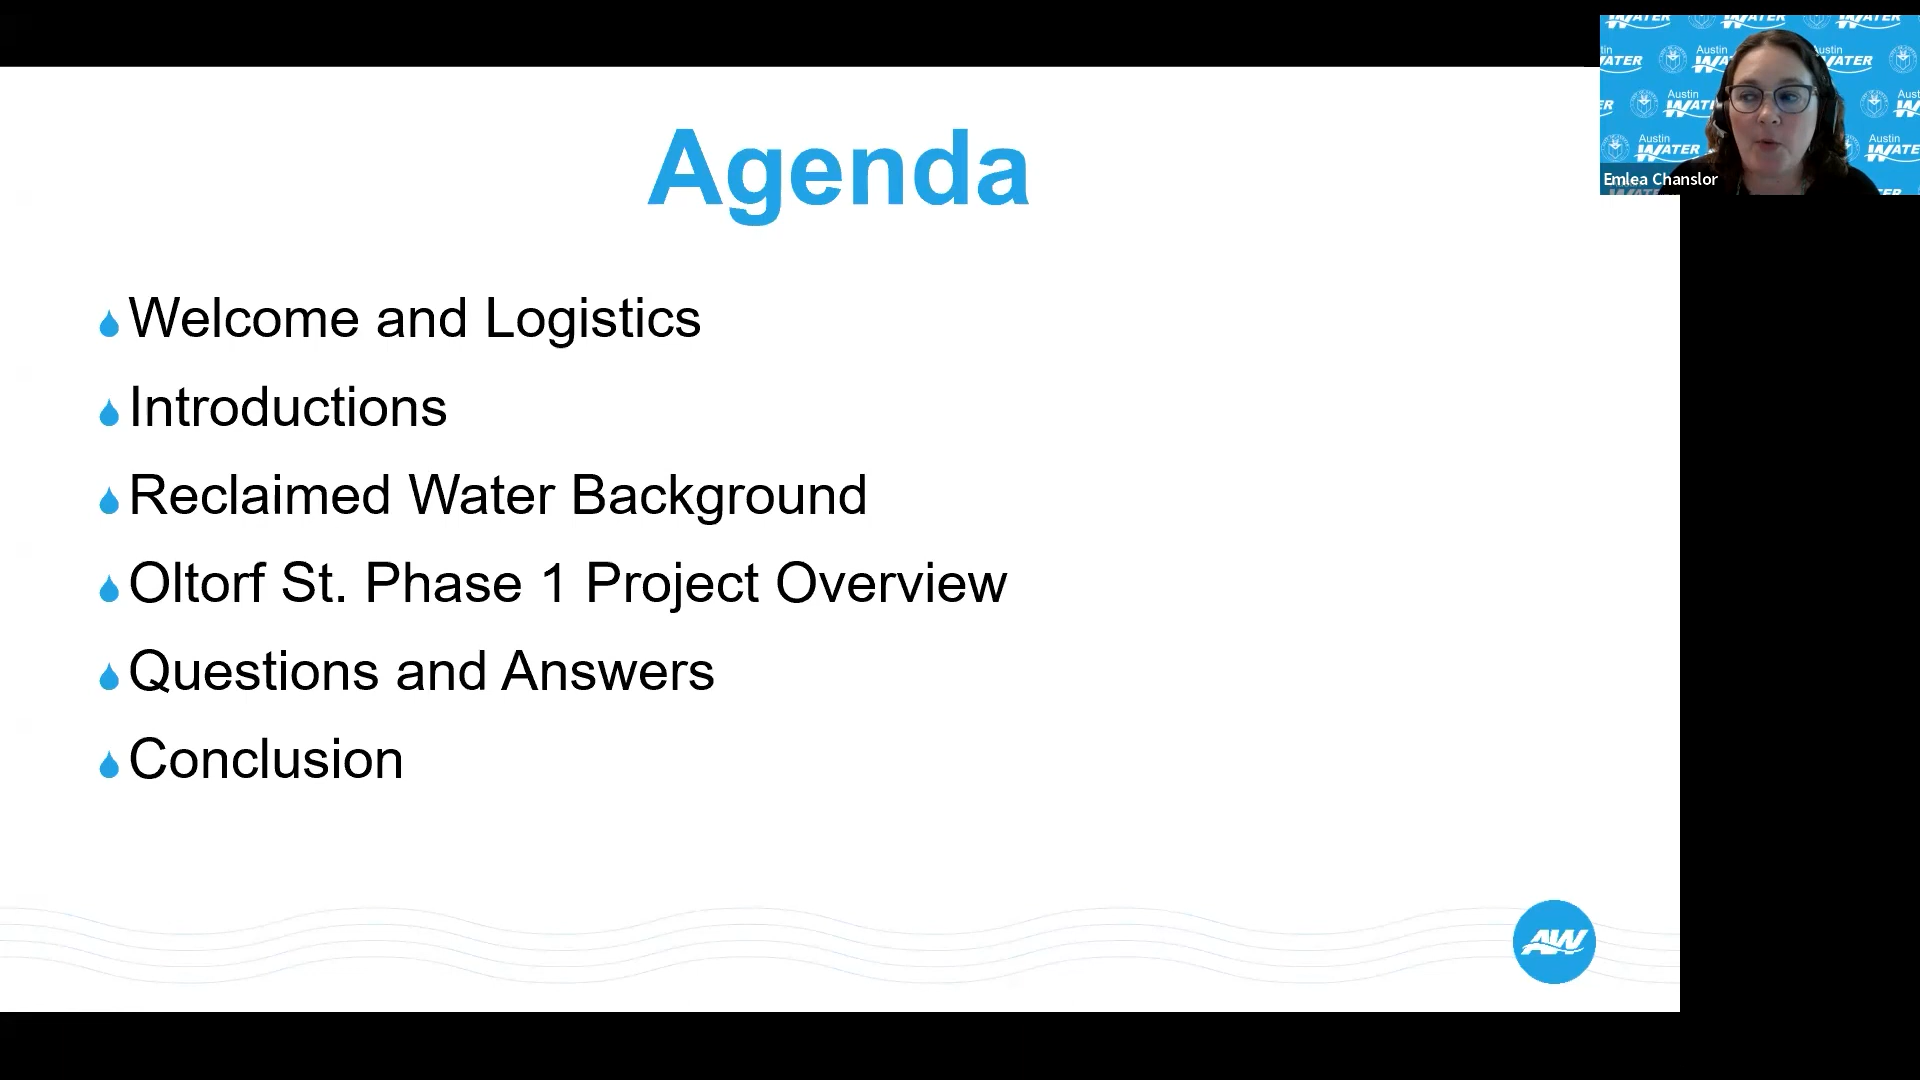 Agenda
Welcome and Logistics
Introductions
Reclaimed Water Background
Oltorf St. Phase 1 Project Overview
Questions and Answers
Conclusion
AW
Austin
WATER
Emlea Chanslor